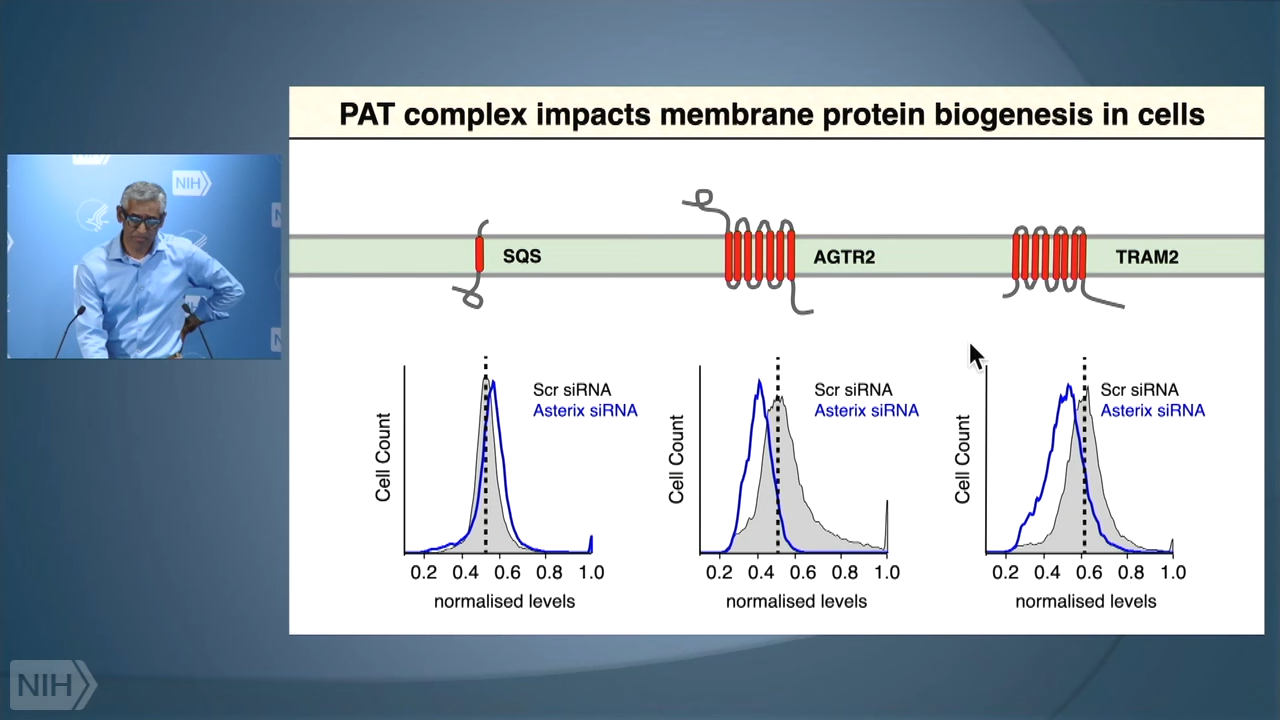 PAT complex impacts membrane protein biogenesis in cells
NIH
SQS
AGTR2
TRAM2
Scr siRNA
Asterix siRNA
Cell Count
0.2 0.4 0.6 0.8 1.0
normalised levels
Scr siRNA
Asterix siRNA
Cell Count
0.2 0.4 0.6 0.8 1.0
normalised levels
Scr siRNA
Asterix siRNA
Cell Count
0.2 0.4 0.6 0.8 1.0
normalised levels
NIH